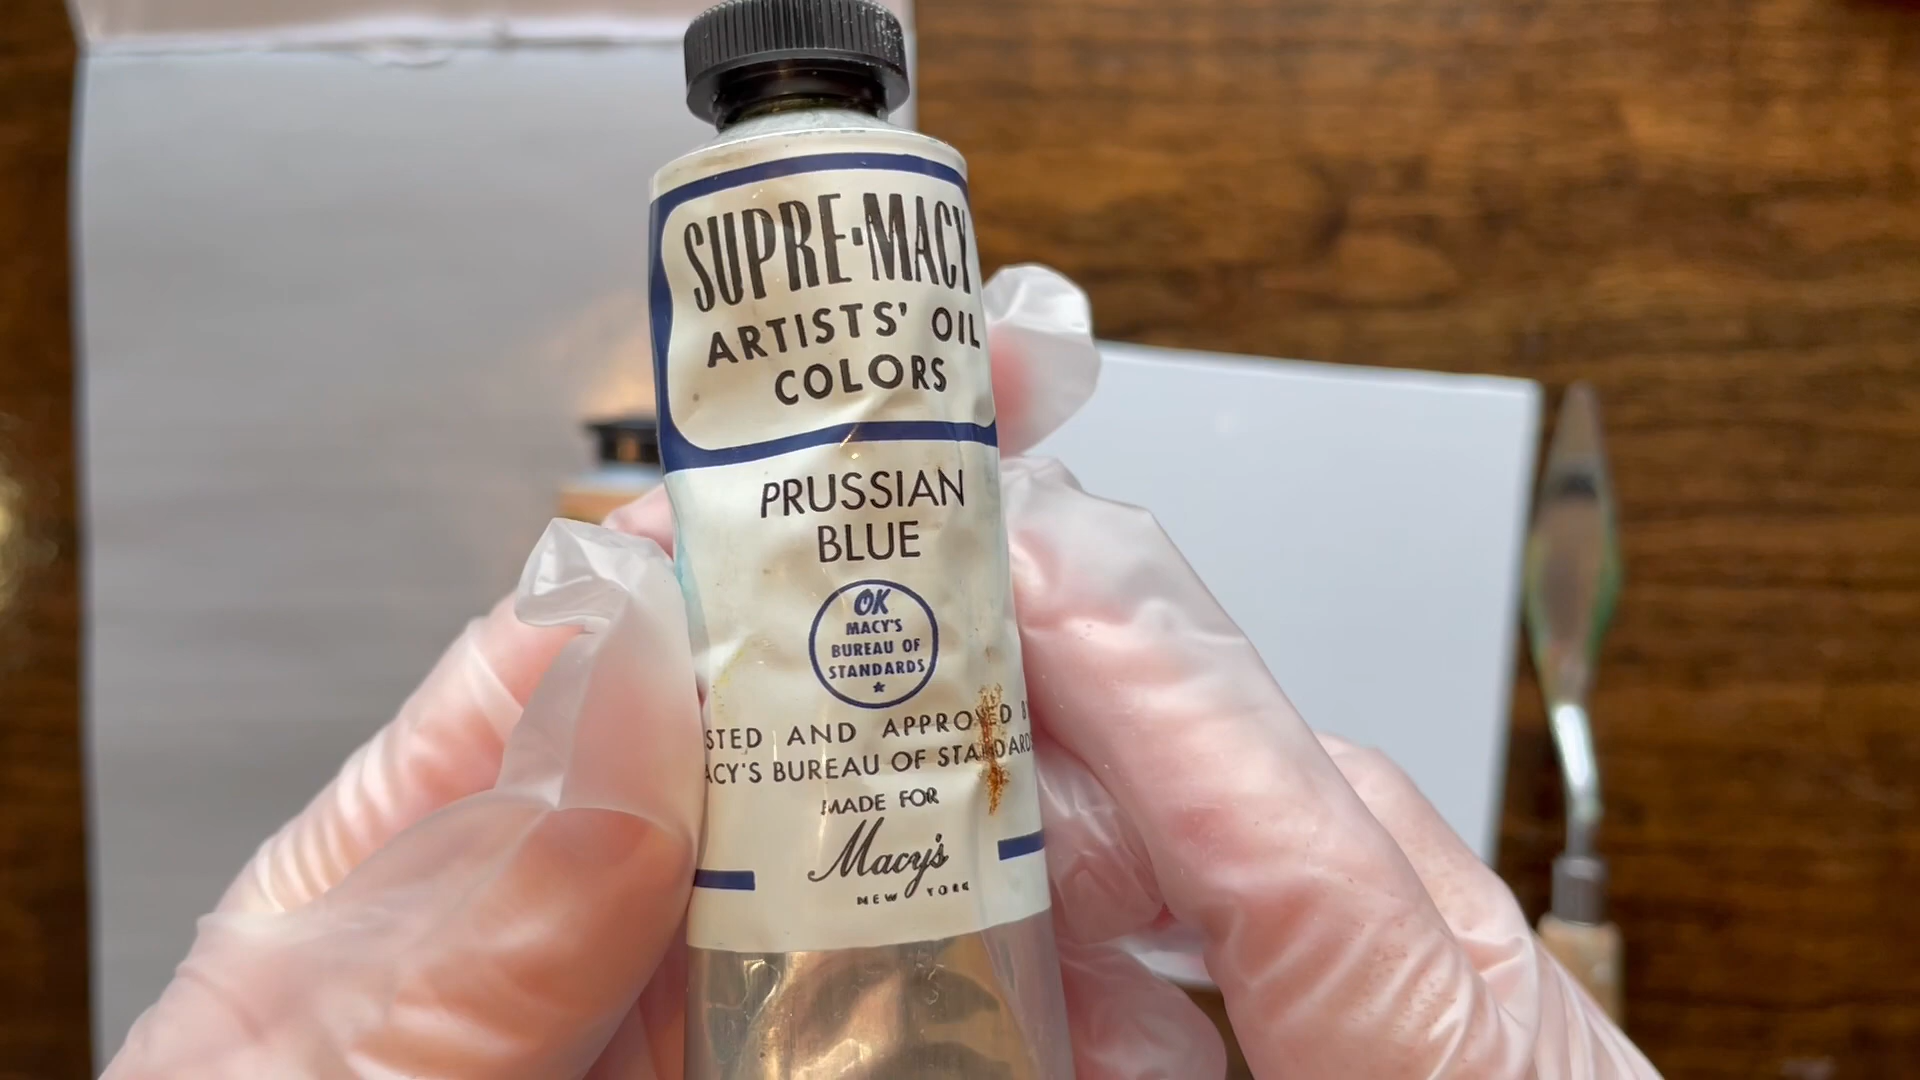 SUPRE·MACY
ARTISTS' OIL
COLORS
PRUSSIAN
BLUE
OK
MACY'S
BUREAU OF
STANDARDS
STED AND APPROVED B
ACY'S BUREAU OF STANDARDS
MADE FOR
Macy's
NEW YORK